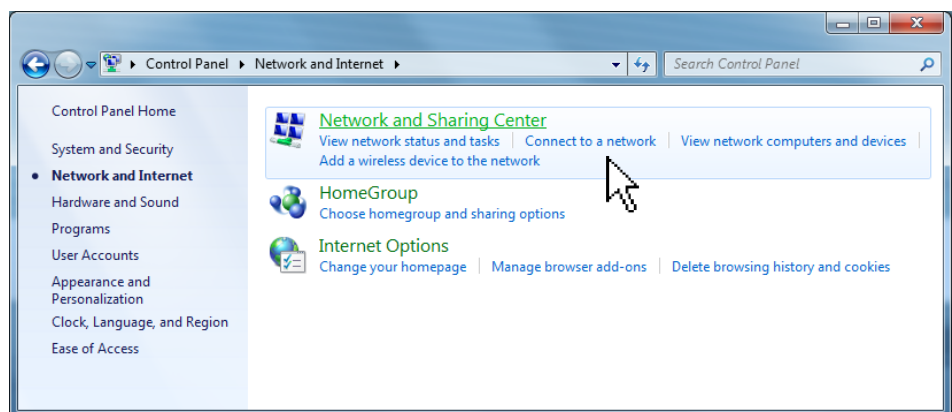 Control Panel Network and Internet Search Control Panel
Control Panel Home
System and Security
Network and Internet
Hardware and Sound
Programs
User Accounts
Appearance and
Personalization
Clock, Language, and Region
Ease of Access
Network and Sharing Center
View network status and tasks Connect to a network View network computers and devices
Add a wireless device to the network
HomeGroup
Choose homegroup and sharing options
Internet Options
Change your homepage Manage browser add-ons Delete browsing history and cookies